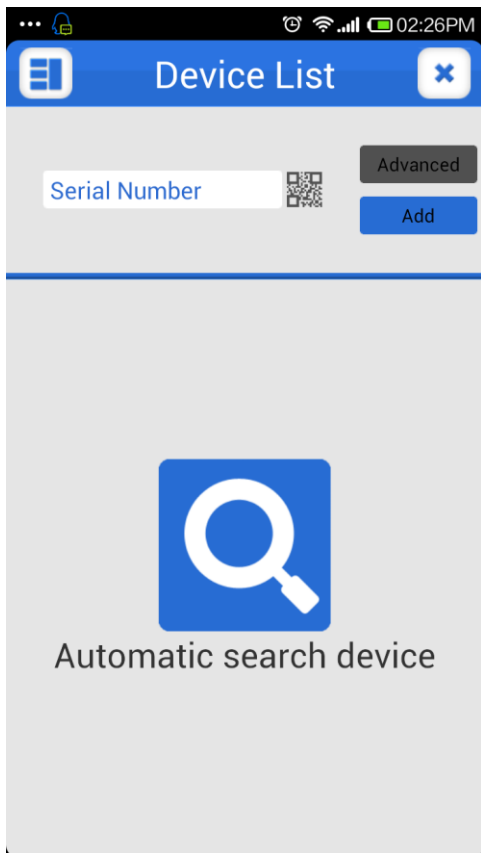 02:26PM
Device List
Serial Number
Advanced
Add
Automatic search device